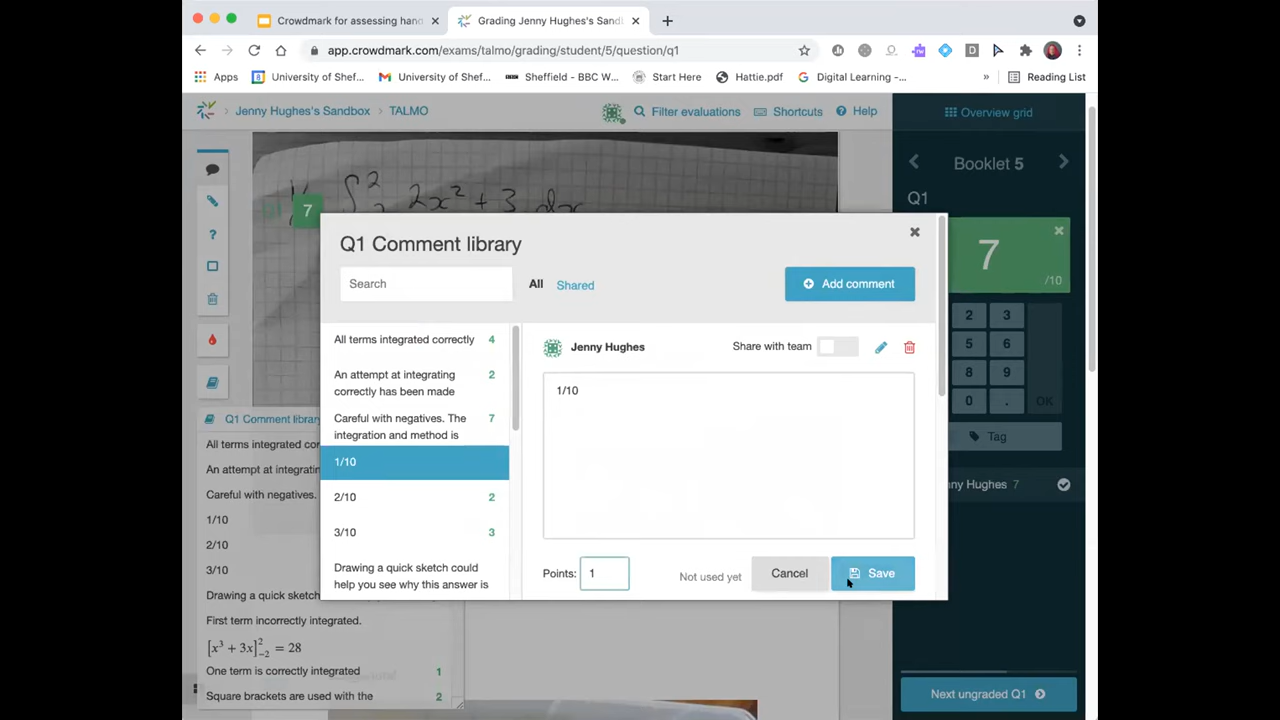 Crowdmark for assessing hand
Grading Jenny Hughes's Sandl
app.crowdmark.com/exams/talmo/grading/student/5/question/q1
Apps
University of Shef...
University of Shef...
Sheffield - BBC W...
Start Here
Hattie.pdf
Digital Learning -...
»
Reading List
Jenny Hughes's Sandbox > TALMO
Filter evaluations
Shortcuts
Help
Overview grid
Booklet 5
Q1
7
/10
2 3
5 6
8 9
0 . OK
Tag
nny Hughes 7
Next ungraded Q1
Q1 7
2x² + 3 dx
Q1 Comment library
Search
All
Shared
Add comment
All terms integrated correctly 4
An attempt at integrating 2
correctly has been made
Careful with negatives. The 7
integration and method is
1/10
2/10 2
3/10 3
Drawing a quick sketch could
help you see why this answer is
Jenny Hughes
Share with team
1/10
Points: 1
Not used yet
Cancel
Save
Q1 Comment library
All terms integrated cor
An attempt at integratin
Careful with negatives.
1/10
2/10
3/10
Drawing a quick sketch
First term incorrectly integrated.
[x³ + 3x]²₋₂ = 28
One term is correctly integrated 1
Square brackets are used with the 2